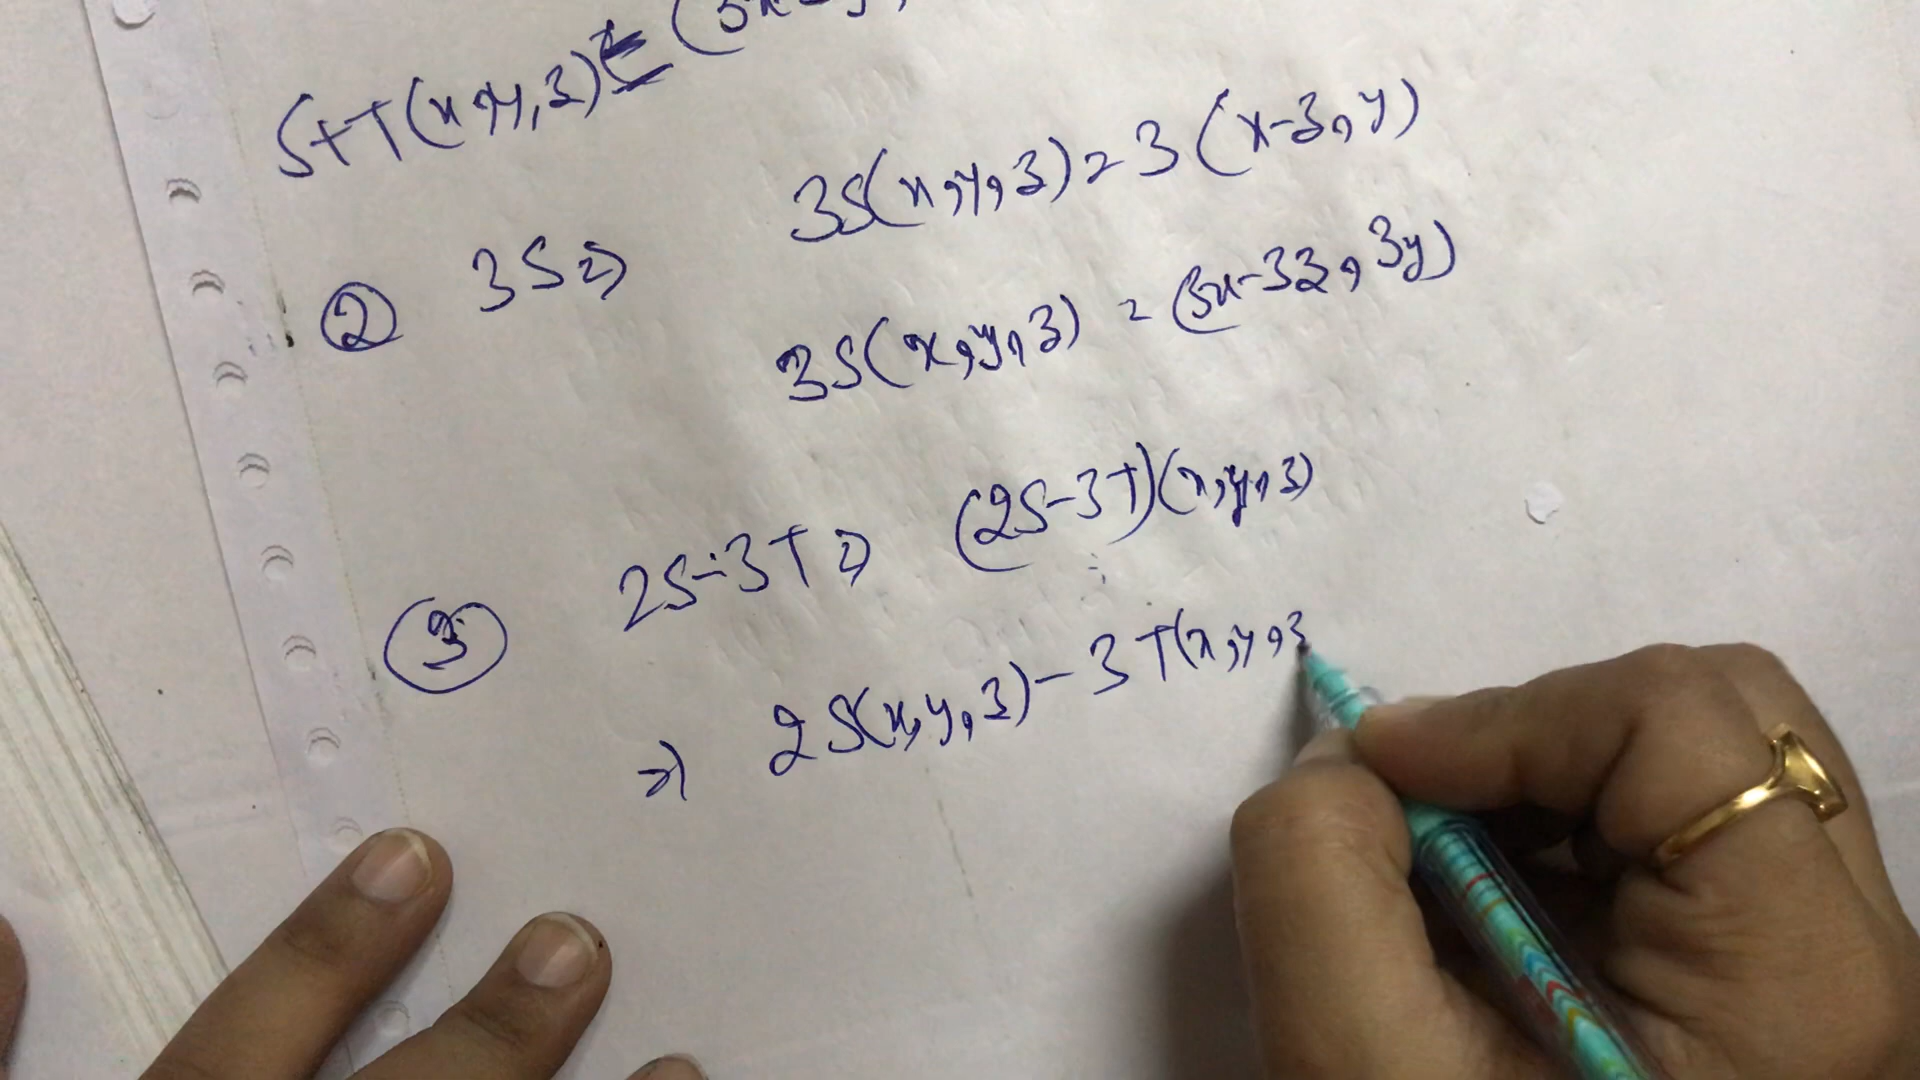 S+T(x,y,z) = (3x
② 3S ⇒ 3S(x,y,z) = 3(x-z, y)
3S(x,y,z) = (3x-3z, 3y)
③ 2S-3T ⇒ (2S-3T)(x,y,z)
⇒ 2S(x,y,z) - 3T(x,y,z